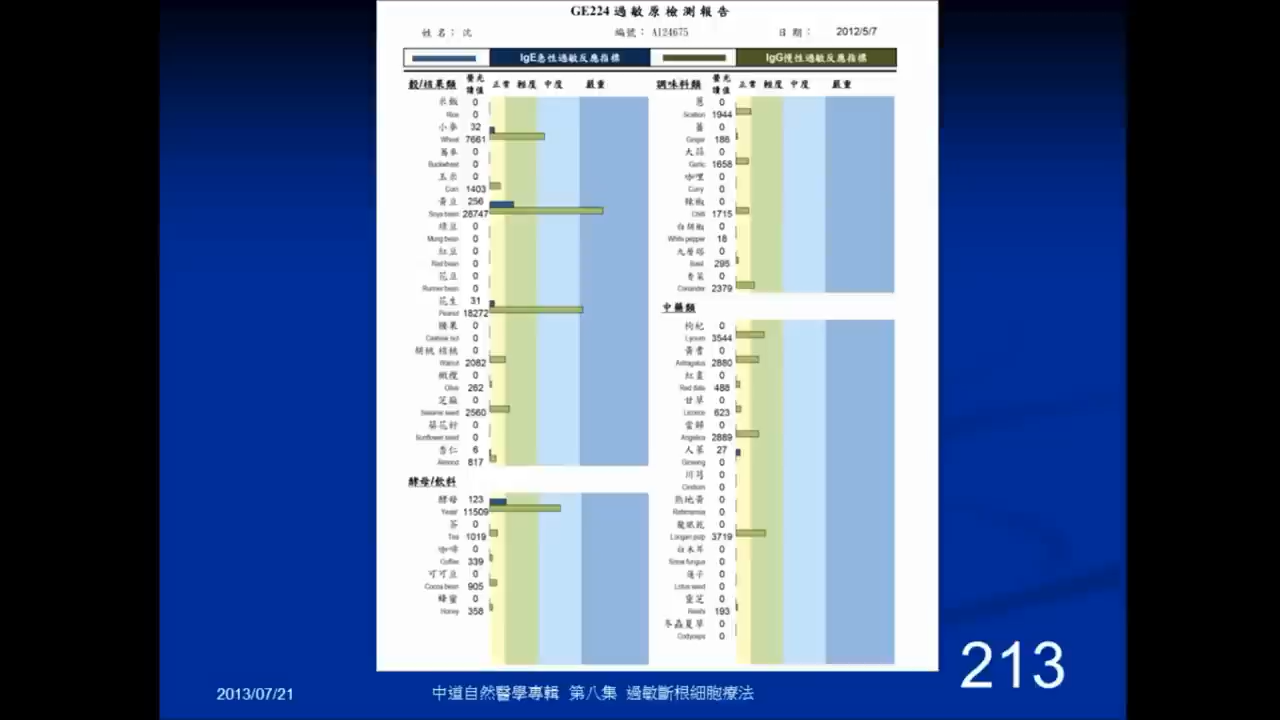 GE224 過敏原檢測報告
姓名： 沈 編號： AI24675 日期： 2012/5/7
IgE急性過敏反應指標 IgG慢性過敏反應指標
穀/核果類 螢光讀值 正常 輕度 中度 嚴重
米飯 0
Rice 0
小麥 32
Wheat 7661
蕎麥 0
Buckwheat 0
玉米 0
Corn 1403
黃豆 256
Soya bean 28747
綠豆 0
Mung bean 0
紅豆 0
Red bean 0
花豆 0
Runner bean 0
花生 31
Peanut 18272
腰果 0
Cashew nut 0
胡桃 核桃 0
Walnut 2082
橄欖 0
Olive 262
芝麻 0
Sesame seed 2560
葵花籽 0
Sunflower seed 0
杏仁 6
Almond 817
酵母/飲料
酵母 123
Yeast 11509
茶 0
Tea 1019
咖啡 0
Coffee 339
可可豆 0
Cocoa bean 905
蜂蜜 0
Honey 358
調味料類 螢光讀值 正常 輕度 中度 嚴重
蔥 0
Scallion 1944
薑 0
Ginger 186
大蒜 0
Garlic 1658
咖哩 0
Curry 0
辣椒 0
Chilli 1715
白胡椒 0
White pepper 18
九層塔 0
Basil 295
香菜 0
Coriander 2379
中藥類
枸杞 0
Lycium 3544
黃耆 0
Astragalus 2880
紅棗 0
Red date 488
甘草 0
Licorice 623
當歸 0
Angelica 2889
人蔘 27
Ginseng 0
川芎 0
Cnidium 0
熟地黃 0
Rehmannia 0
龍眼乾 0
Longan pulp 3719
白木耳 0
Snow fungus 0
蓮子 0
Lotus seed 0
靈芝 0
Reishi 193
冬蟲夏草 0
Cordyceps 0
213
2013/07/21 中道自然醫學專輯 第八集 過敏斷根細胞療法